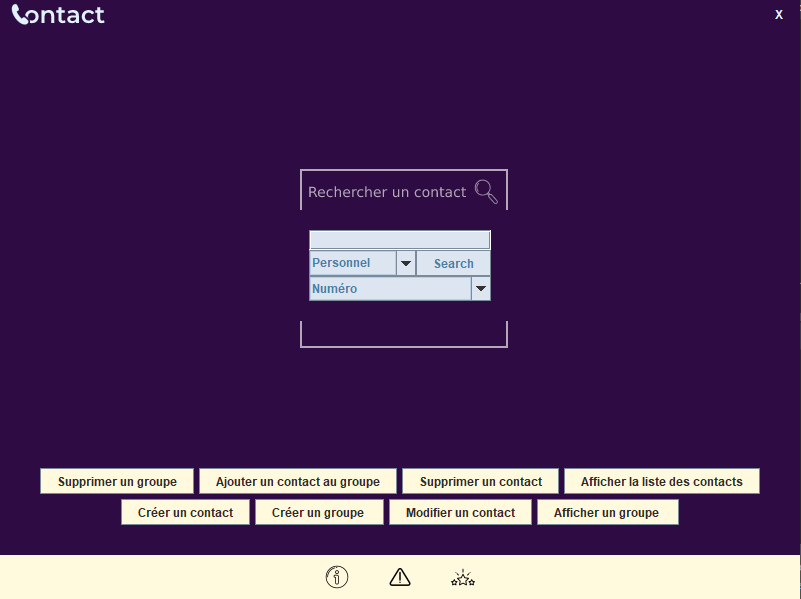 Contact
X
Rechercher un contact
Personnel
Search
Numéro
Supprimer un groupe
Ajouter un contact au groupe
Supprimer un contact
Afficher la liste des contacts
Créer un contact
Créer un groupe
Modifier un contact
Afficher un groupe